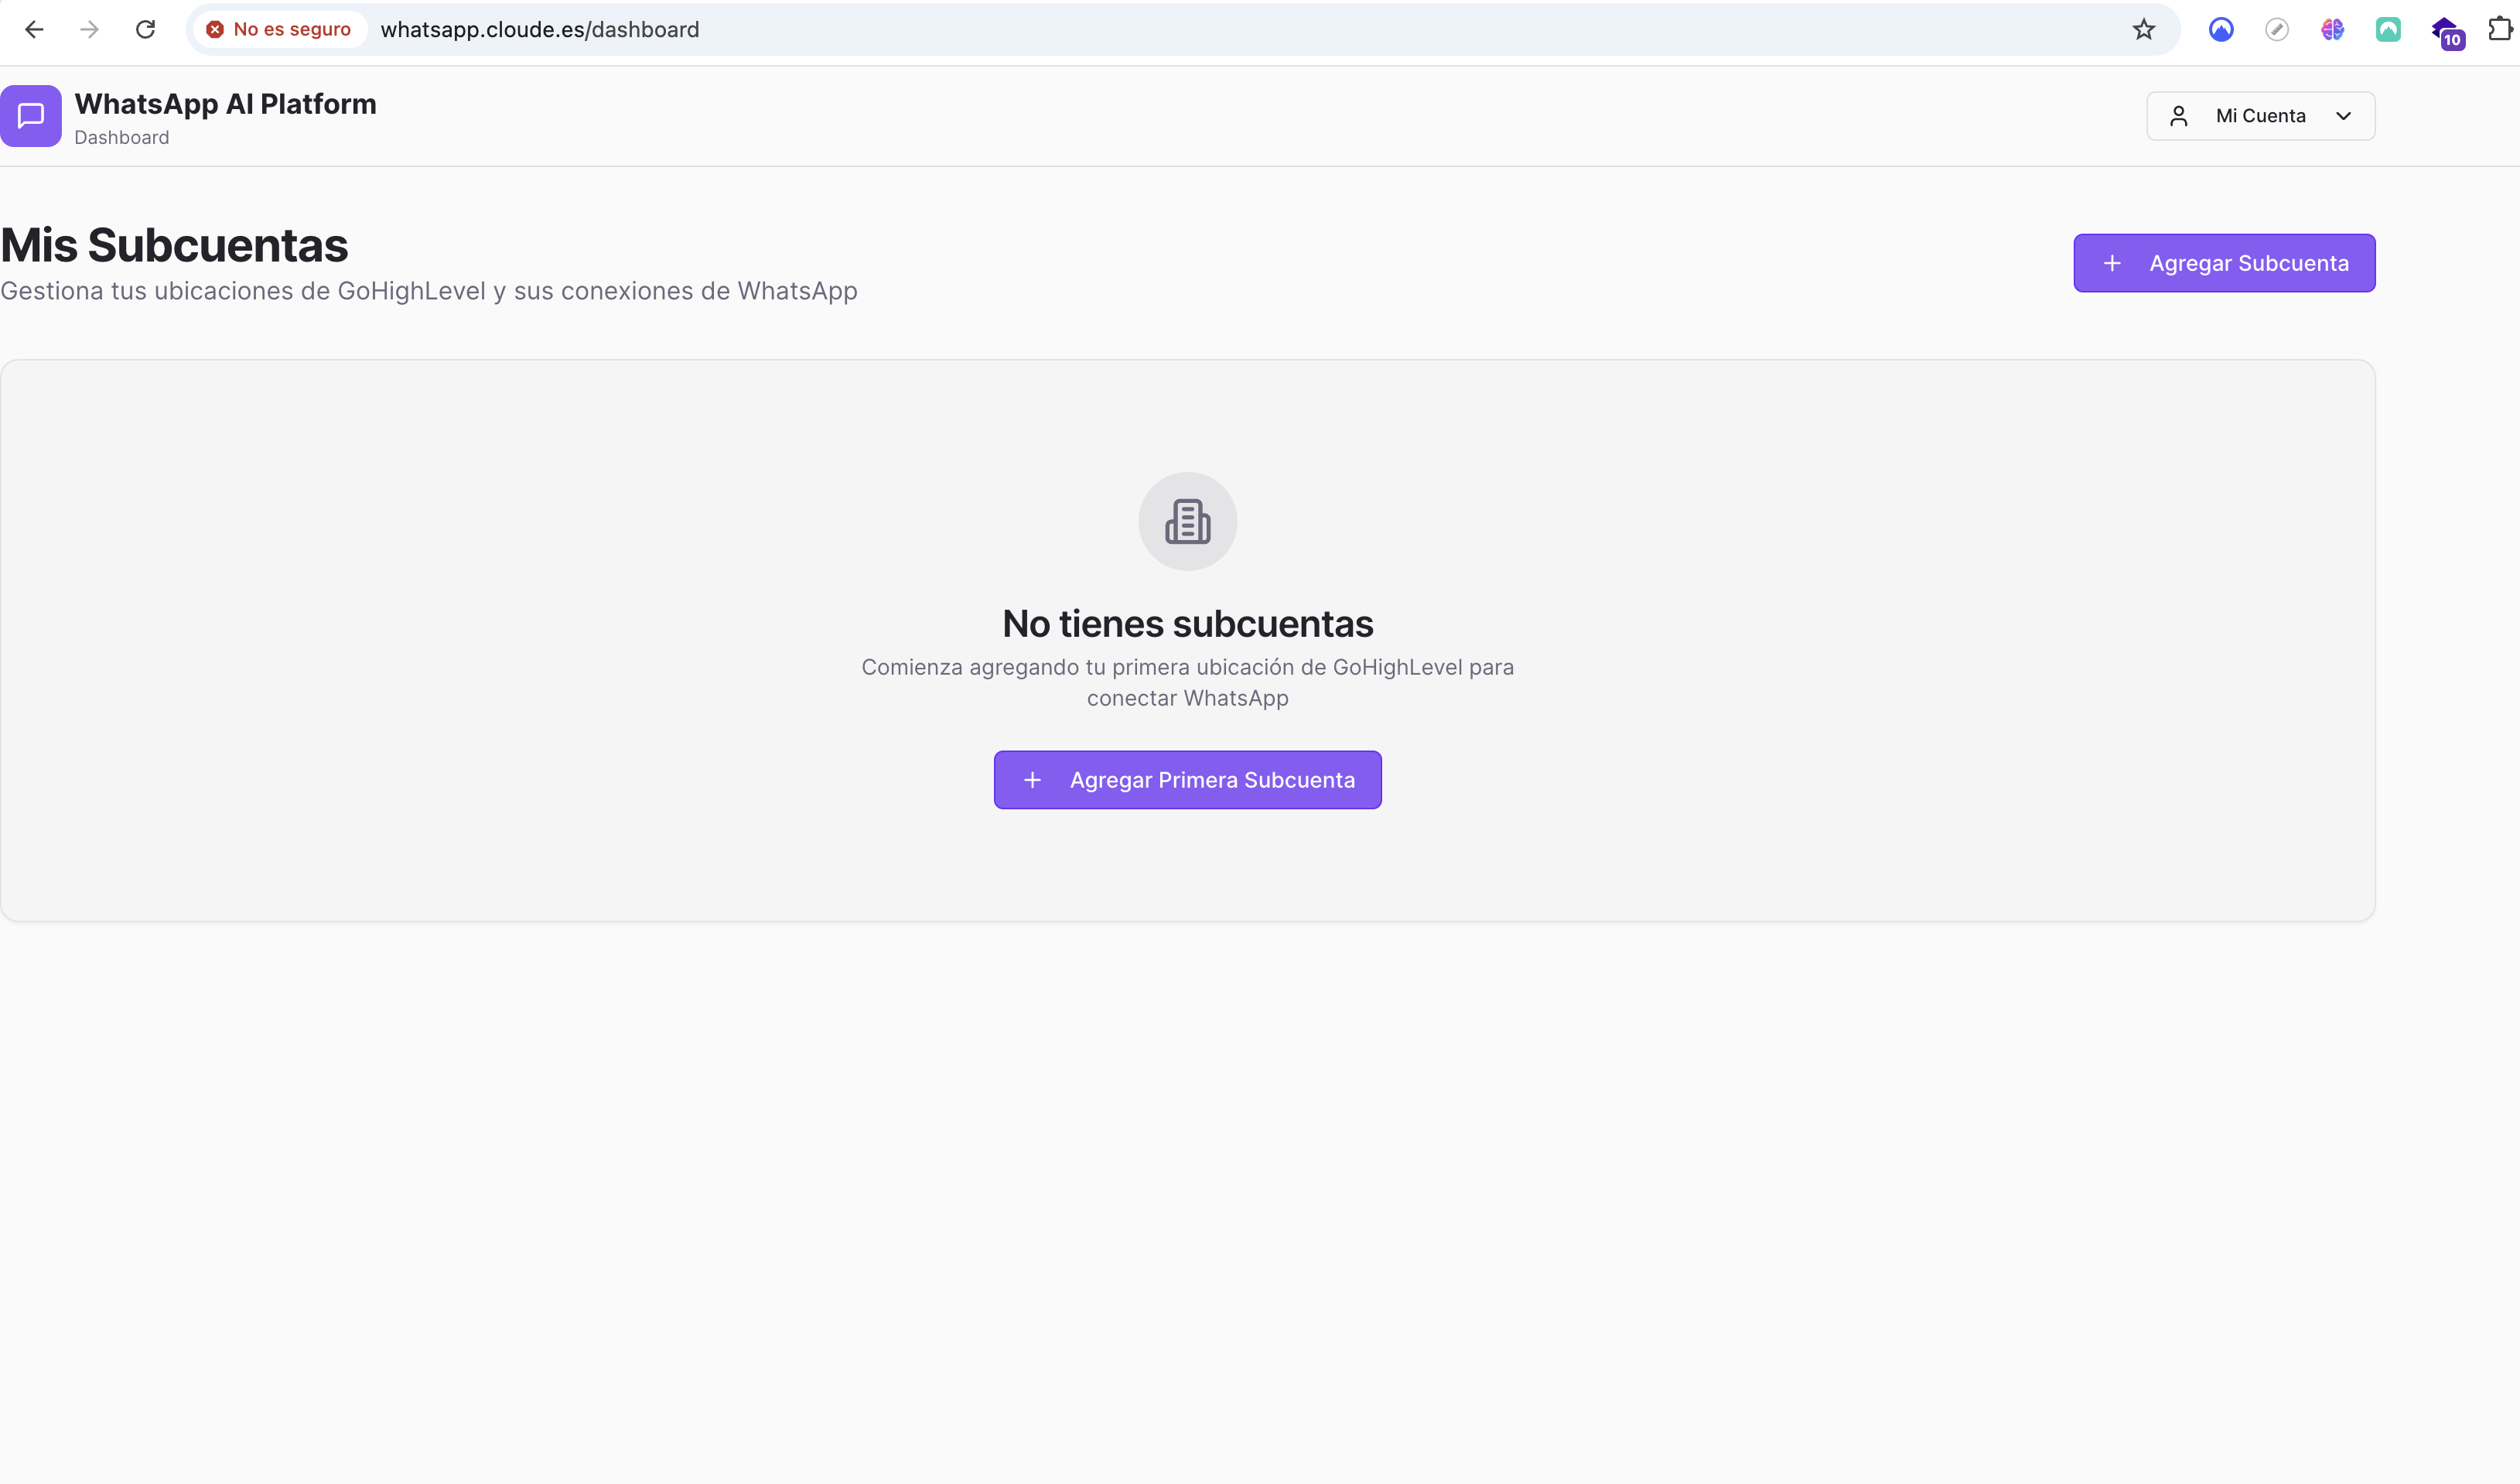 No es seguro
whatsapp.cloude.es/dashboard
10
WhatsApp AI Platform
Dashboard
Mi Cuenta
Mis Subcuentas
Gestiona tus ubicaciones de GoHighLevel y sus conexiones de WhatsApp
Agregar Subcuenta
No tienes subcuentas
Comienza agregando tu primera ubicación de GoHighLevel para
conectar WhatsApp
Agregar Primera Subcuenta